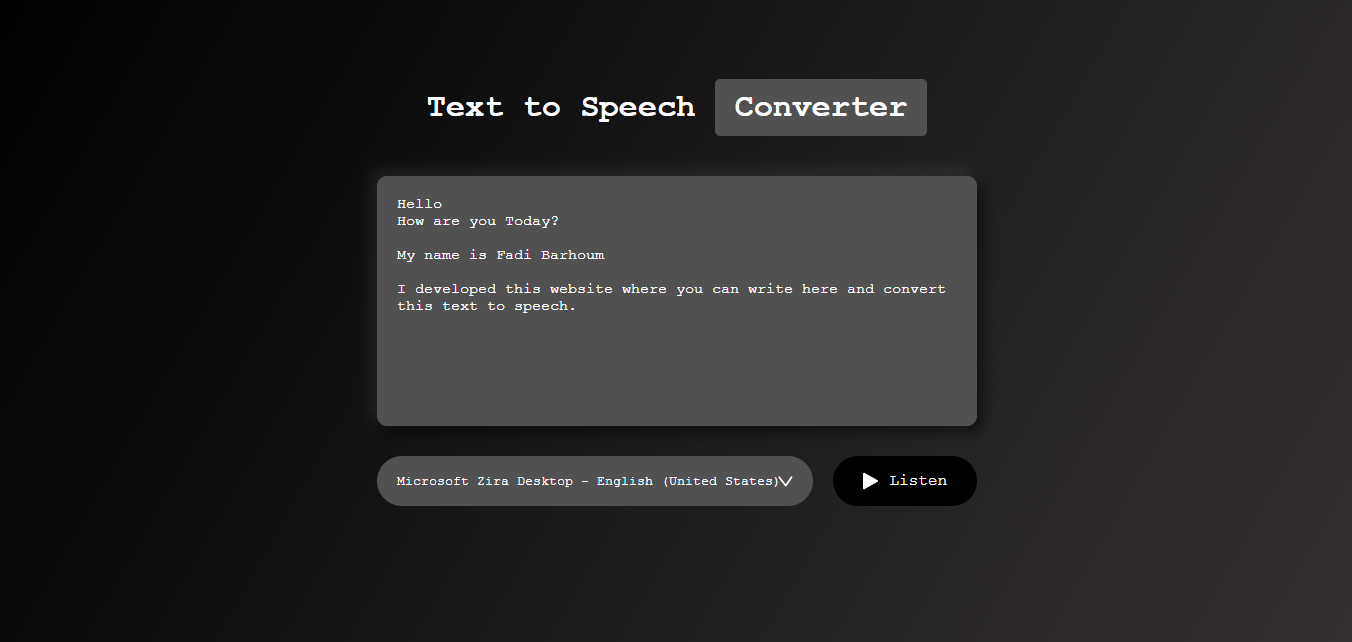 Text to Speech Converter
Hello
How are you Today?
My name is Fadi Barhoum
I developed this website where you can write here and convert
this text to speech.
Microsoft Zira Desktop - English (United States)
Listen